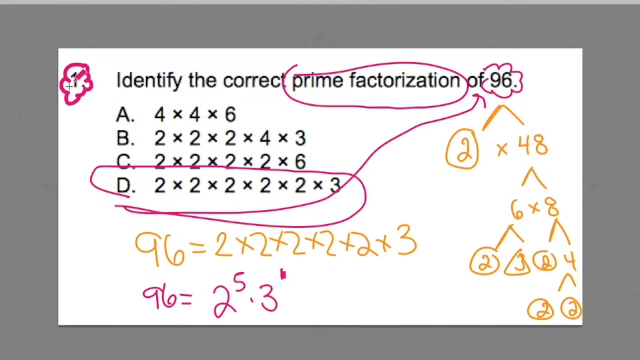 1. Identify the correct prime factorization of 96.
A. 4 × 4 × 6
B. 2 × 2 × 2 × 4 × 3
C. 2 × 2 × 2 × 2 × 6
D. 2 × 2 × 2 × 2 × 2 × 3
2 × 48
6 × 8
2 3 2 4
2 2
96 = 2 × 2 × 2 × 2 × 2 × 3
96 = 2⁵ · 3¹